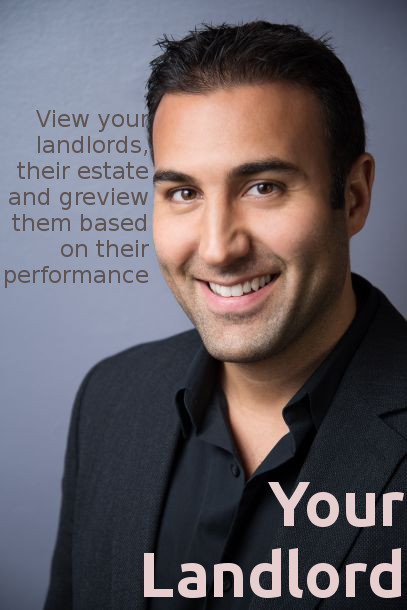 View your
landlords,
their estate
and greview
them based
on their
performance
Your
Landlord